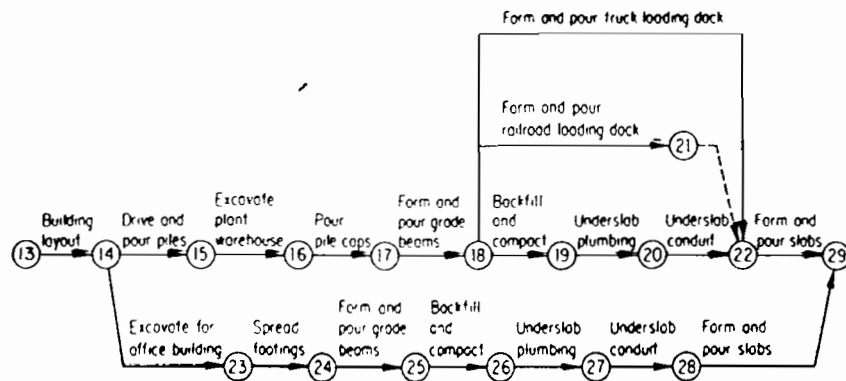 Form and pour truck loading dock
Form and pour
railroad loading dock
21
Building
layout
Drive and
pour piles
Excavate
plant
warehouse
Pour
pile caps
Form and
pour grade
beams
Backfill
and
compact
Underslab
plumbing
Underslab
conduit
Form and
pour slabs
13
14
15
16
17
18
19
20
22
29
Excavate for
office building
Spread
footings
Form and
pour grade
beams
Backfill
and
compact
Underslab
plumbing
Underslab
conduit
Form and
pour slabs
23
24
25
26
27
28